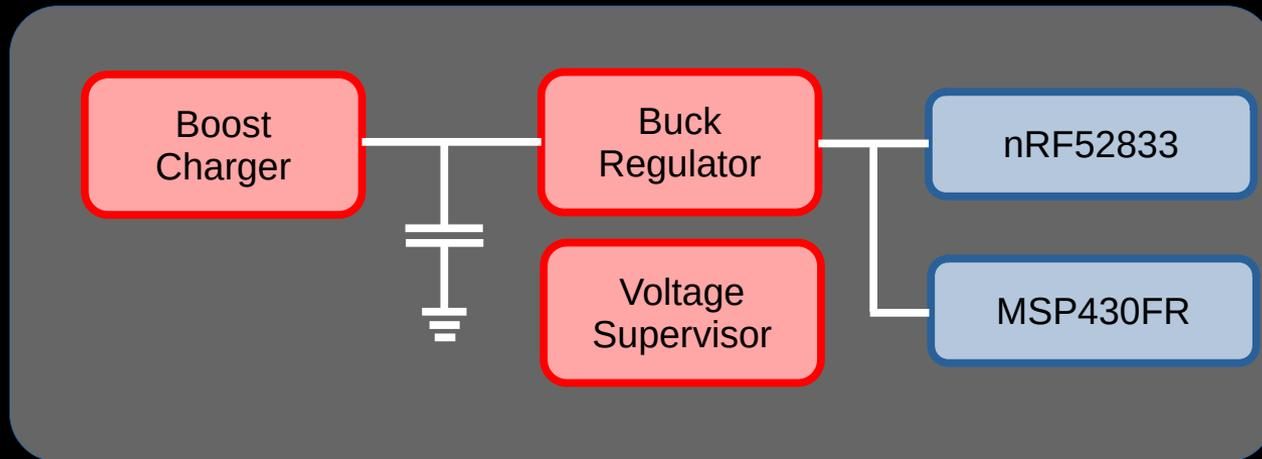 Boost
Charger
Buck
Regulator
nRF52833
Voltage
Supervisor
MSP430FR